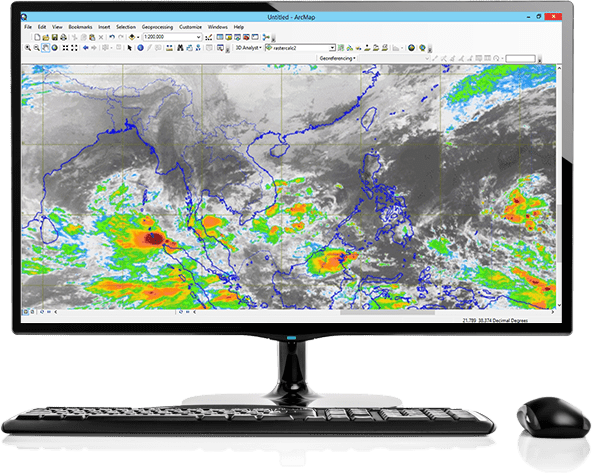 Untitled - ArcMap
File Edit View Bookmarks Insert Selection Geoprocessing Customize Windows Help
1:200.000
3D Analyst rastercalc2
Georeferencing
21.789 38.374 Decimal Degrees